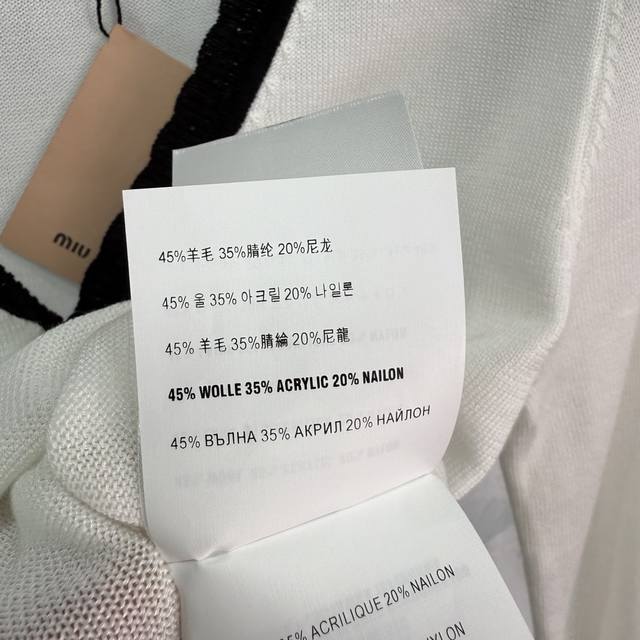 miu
45%羊毛 35%腈纶 20%尼龙
45% 울 35% 아크릴 20% 나일론
45% 羊毛 35%腈綸 20%尼龍
45% WOLLE 35% ACRYLIC 20% NAILON
45% ВЪЛНА 35% АКРИЛ 20% НАЙЛОН
35% ACRILIQUE 20% NAILON
NYLON